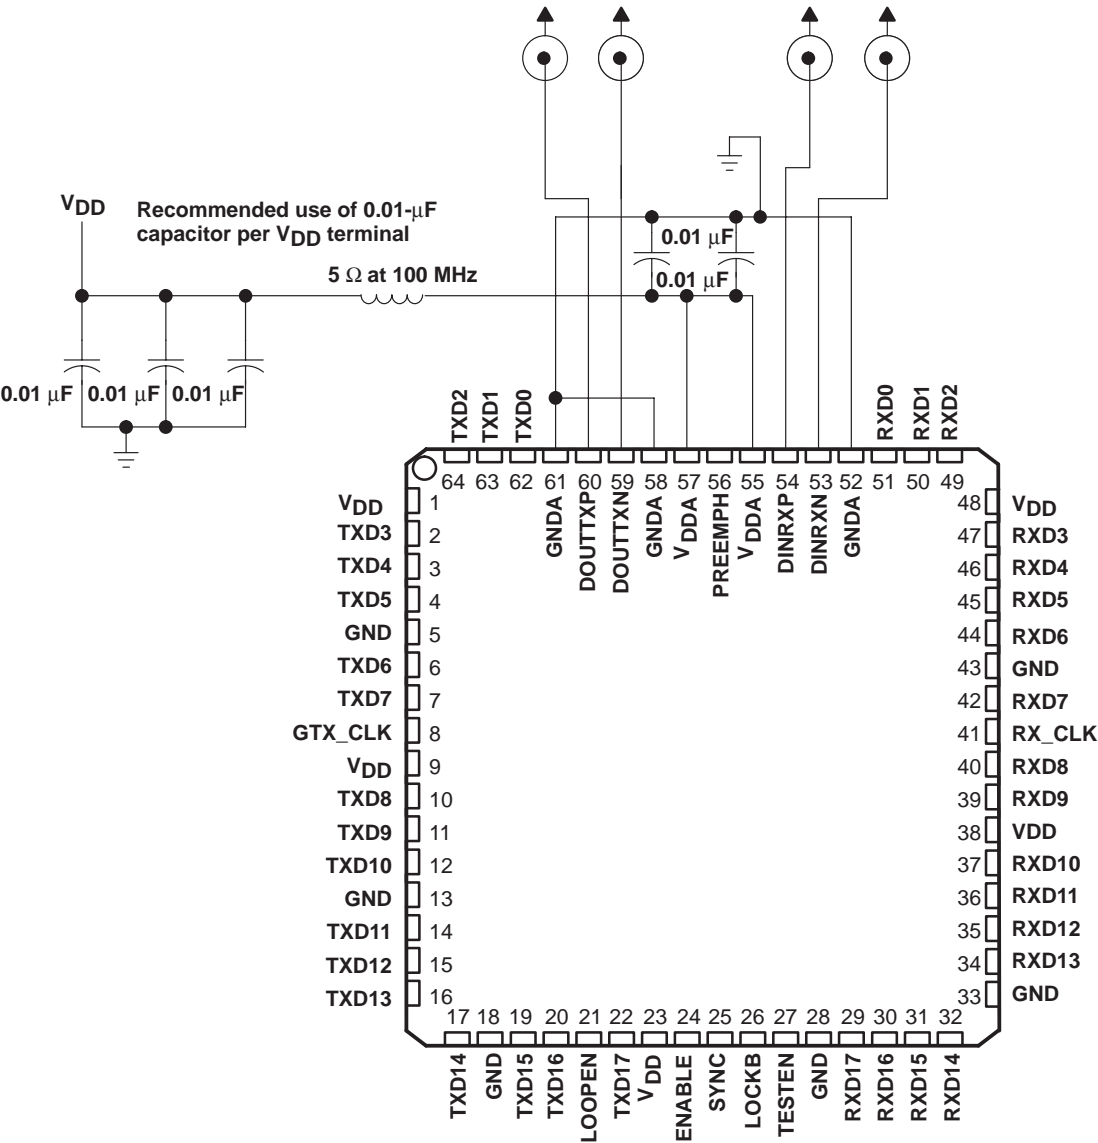 VDD
Recommended use of 0.01-μF
capacitor per VDD terminal
0.01 μF
0.01 μF
5 Ω at 100 MHz
0.01 μF
0.01 μF
0.01 μF
TXD2
TXD1
TXD0
RXD0
RXD1
RXD2
64
63
62
61
60
59
58
57
56
55
54
53
52
51
50
49
GNDA
DOUTTXP
DOUTTXN
GNDA
VDDA
PREEMPH
VDDA
DINRXP
DINRXN
GNDA
VDD 1
TXD3 2
TXD4 3
TXD5 4
GND 5
TXD6 6
TXD7 7
GTX_CLK 8
VDD 9
TXD8 10
TXD9 11
TXD10 12
GND 13
TXD11 14
TXD12 15
TXD13 16
48 VDD
47 RXD3
46 RXD4
45 RXD5
44 RXD6
43 GND
42 RXD7
41 RX_CLK
40 RXD8
39 RXD9
38 VDD
37 RXD10
36 RXD11
35 RXD12
34 RXD13
33 GND
17
18
19
20
21
22
23
24
25
26
27
28
29
30
31
32
TXD14
GND
TXD15
TXD16
LOOPEN
TXD17
VDD
ENABLE
SYNC
LOCKB
TESTEN
GND
RXD17
RXD16
RXD15
RXD14